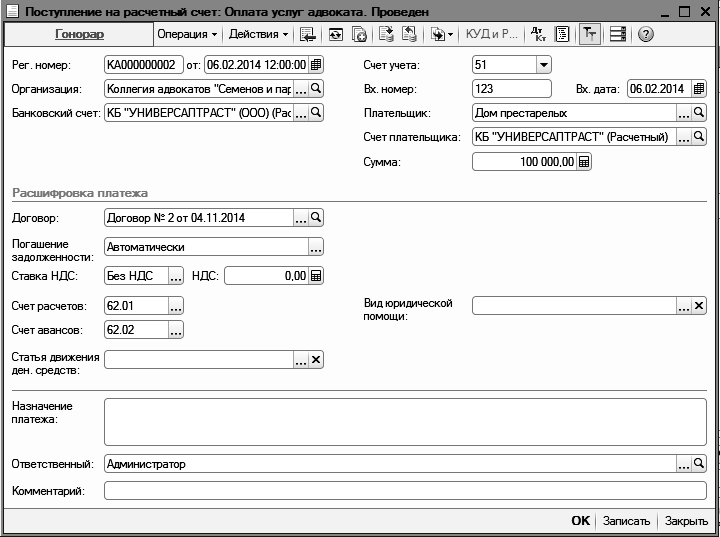 Поступление на расчетный счет: Оплата услуг адвоката. Проведен
Гонорар Операция Действия КУД и Р... Дт Кт
Рег. номер: КА000000002 от: 06.02.2014 12:00:00 Счет учета: 51
Организация: Коллегия адвокатов "Семенов и пар ... Вх. номер: 123 Вх. дата: 06.02.2014
Банковский счет: КБ "УНИВЕРСАПТРАСТ" (ООО) (Рас ... Плательщик: Дом престарелых ...
Счет плательщика: КБ "УНИВЕРСАПТРАСТ" (Расчетный) ...
Сумма: 100 000,00
Расшифровка платежа
Договор: Договор № 2 от 04.11.2014 ...
Погашение задолженности: Автоматически ...
Ставка НДС: Без НДС ... НДС: 0,00
Счет расчетов: 62.01 ... Вид юридической помощи: ... ×
Счет авансов: 62.02 ...
Статья движения ден. средств: ... ×
Назначение платежа:
Ответственный: Администратор ...
Комментарий:
OK Записать Закрыть